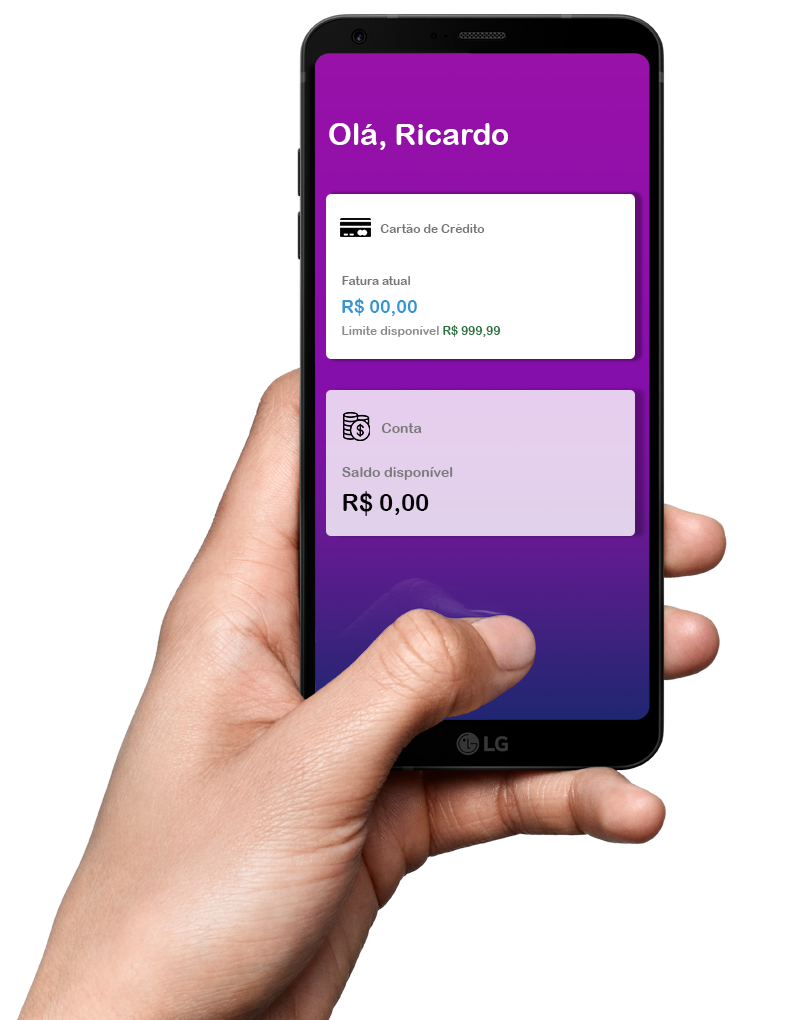 Olá, Ricardo
Cartão de Crédito
Fatura atual
R$ 00,00
Limite disponível R$ 999,99
Conta
Saldo disponível
R$ 0,00
LG